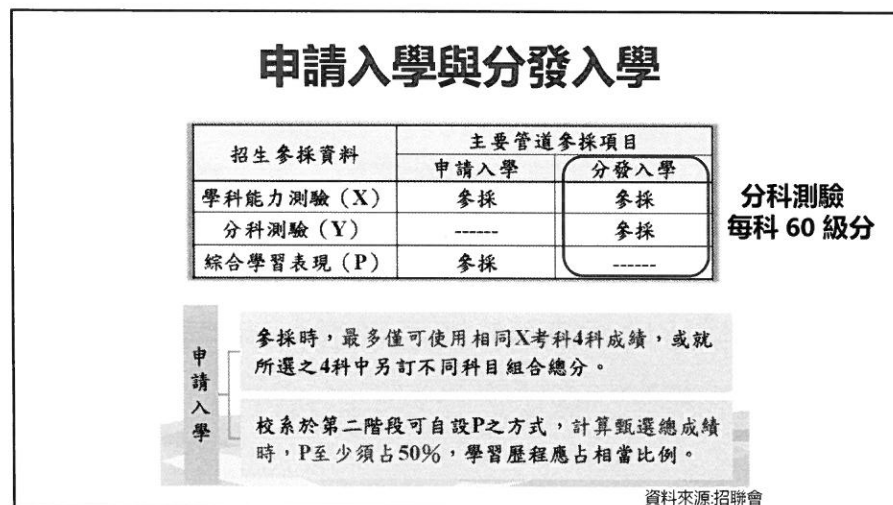 申請入學與分發入學
招生參採資料 主要管道參採項目
申請入學 分發入學
學科能力測驗(X) 參採 參採
分科測驗(Y) ------ 參採
綜合學習表現(P) 參採 ------
分科測驗
每科 60 級分
申請入學
參採時,最多僅可使用相同X考科4科成績,或就
所選之4科中另訂不同科目組合總分。
校系於第二階段可自設P之方式,計算甄選總成績
時,P至少須占50%,學習歷程應占相當比例。
資料來源:招聯會